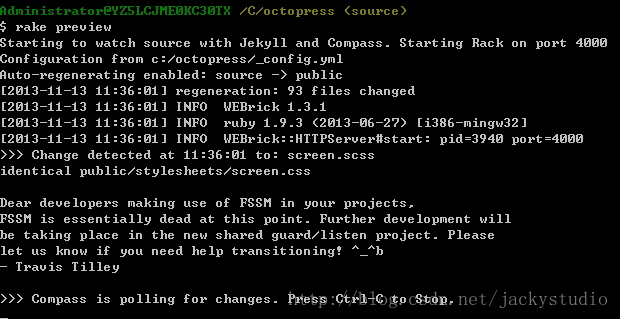 Administrator@YZ5LCJME0KC30TX /C/octopress (source)
$ rake preview
Starting to watch source with Jekyll and Compass. Starting Rack on port 4000
Configuration from c:/octopress/_config.yml
Auto-regenerating enabled: source -> public
[2013-11-13 11:36:01] regeneration: 93 files changed
[2013-11-13 11:36:01] INFO  WEBrick 1.3.1
[2013-11-13 11:36:01] INFO  ruby 1.9.3 (2013-06-27) [i386-mingw32]
[2013-11-13 11:36:01] INFO  WEBrick::HTTPServer#start: pid=3940 port=4000
>>> Change detected at 11:36:01 to: screen.scss
identical public/stylesheets/screen.css
Dear developers making use of FSSM in your projects,
FSSM is essentially dead at this point. Further development will
be taking place in the new shared guard/listen project. Please
let us know if you need help transitioning! ^_^b
- Travis Tilley
>>> Compass is polling for changes. Press Ctrl-C to Stop.
http://blog.csdn.net/jackystudio